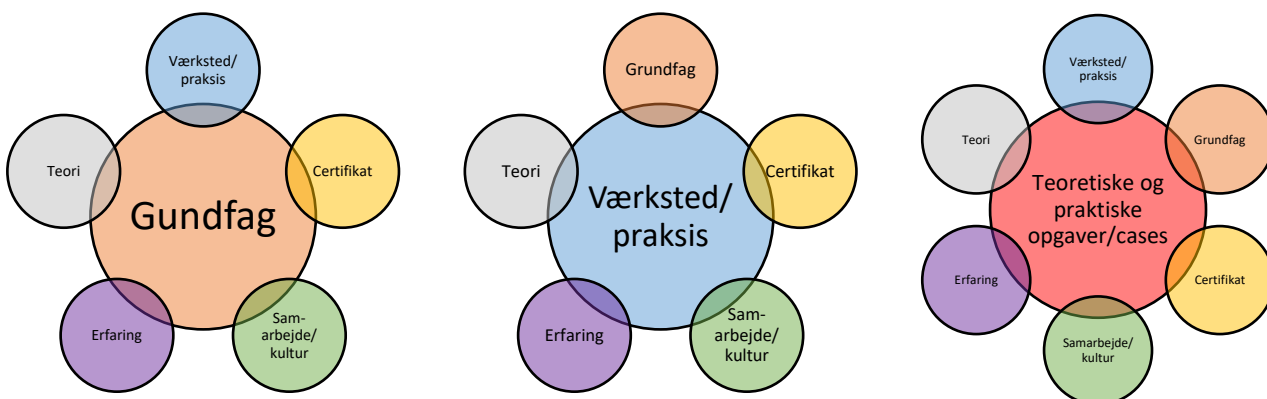 Værksted/
praksis
Teori
Certifikat
Gundfag
Erfaring
Sam-
arbejde/
kultur
Grundfag
Teori
Certifikat
Værksted/
praksis
Erfaring
Sam-
arbejde/
kultur
Værksted/
praksis
Teori
Grundfag
Teoretiske og
praktiske
opgaver/cases
Erfaring
Certifikat
Samarbejde/
kultur